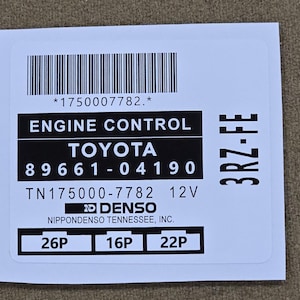 *1750007782.*
ENGINE CONTROL
TOYOTA
89661-04190
TN175000-7782 12V
DENSO
NIPPONDENSO TENNESSEE, INC.
26P 16P 22P
3RZ-FE